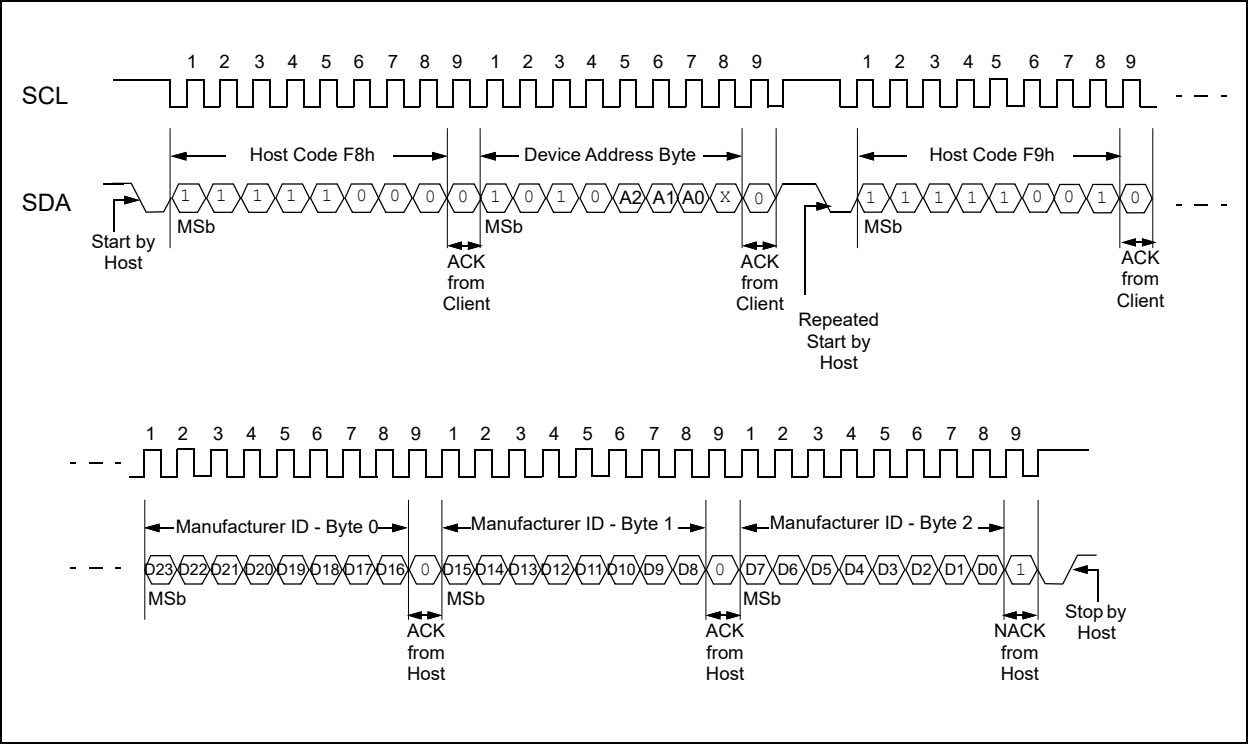 1 2 3 4 5 6 7 8 9 1 2 3 4 5 6 7 8 9 1 2 3 4 5 6 7 8 9
SCL
Host Code F8h Device Address Byte Host Code F9h
SDA 1 1 1 1 1 0 0 0 0 1 0 1 0 A2 A1 A0 X 0 1 1 1 1 1 0 0 1 0
MSb MSb MSb
Start by
Host
ACK
from
Client
ACK
from
Client
Repeated
Start by
Host
ACK
from
Client
1 2 3 4 5 6 7 8 9 1 2 3 4 5 6 7 8 9 1 2 3 4 5 6 7 8 9
Manufacturer ID - Byte 0 Manufacturer ID - Byte 1 Manufacturer ID - Byte 2
D23 D22 D21 D20 D19 D18 D17 D16 0 D15 D14 D13 D12 D11 D10 D9 D8 0 D7 D6 D5 D4 D3 D2 D1 D0 1
MSb MSb MSb
ACK
from
Host
ACK
from
Host
NACK
from
Host
Stop by
Host